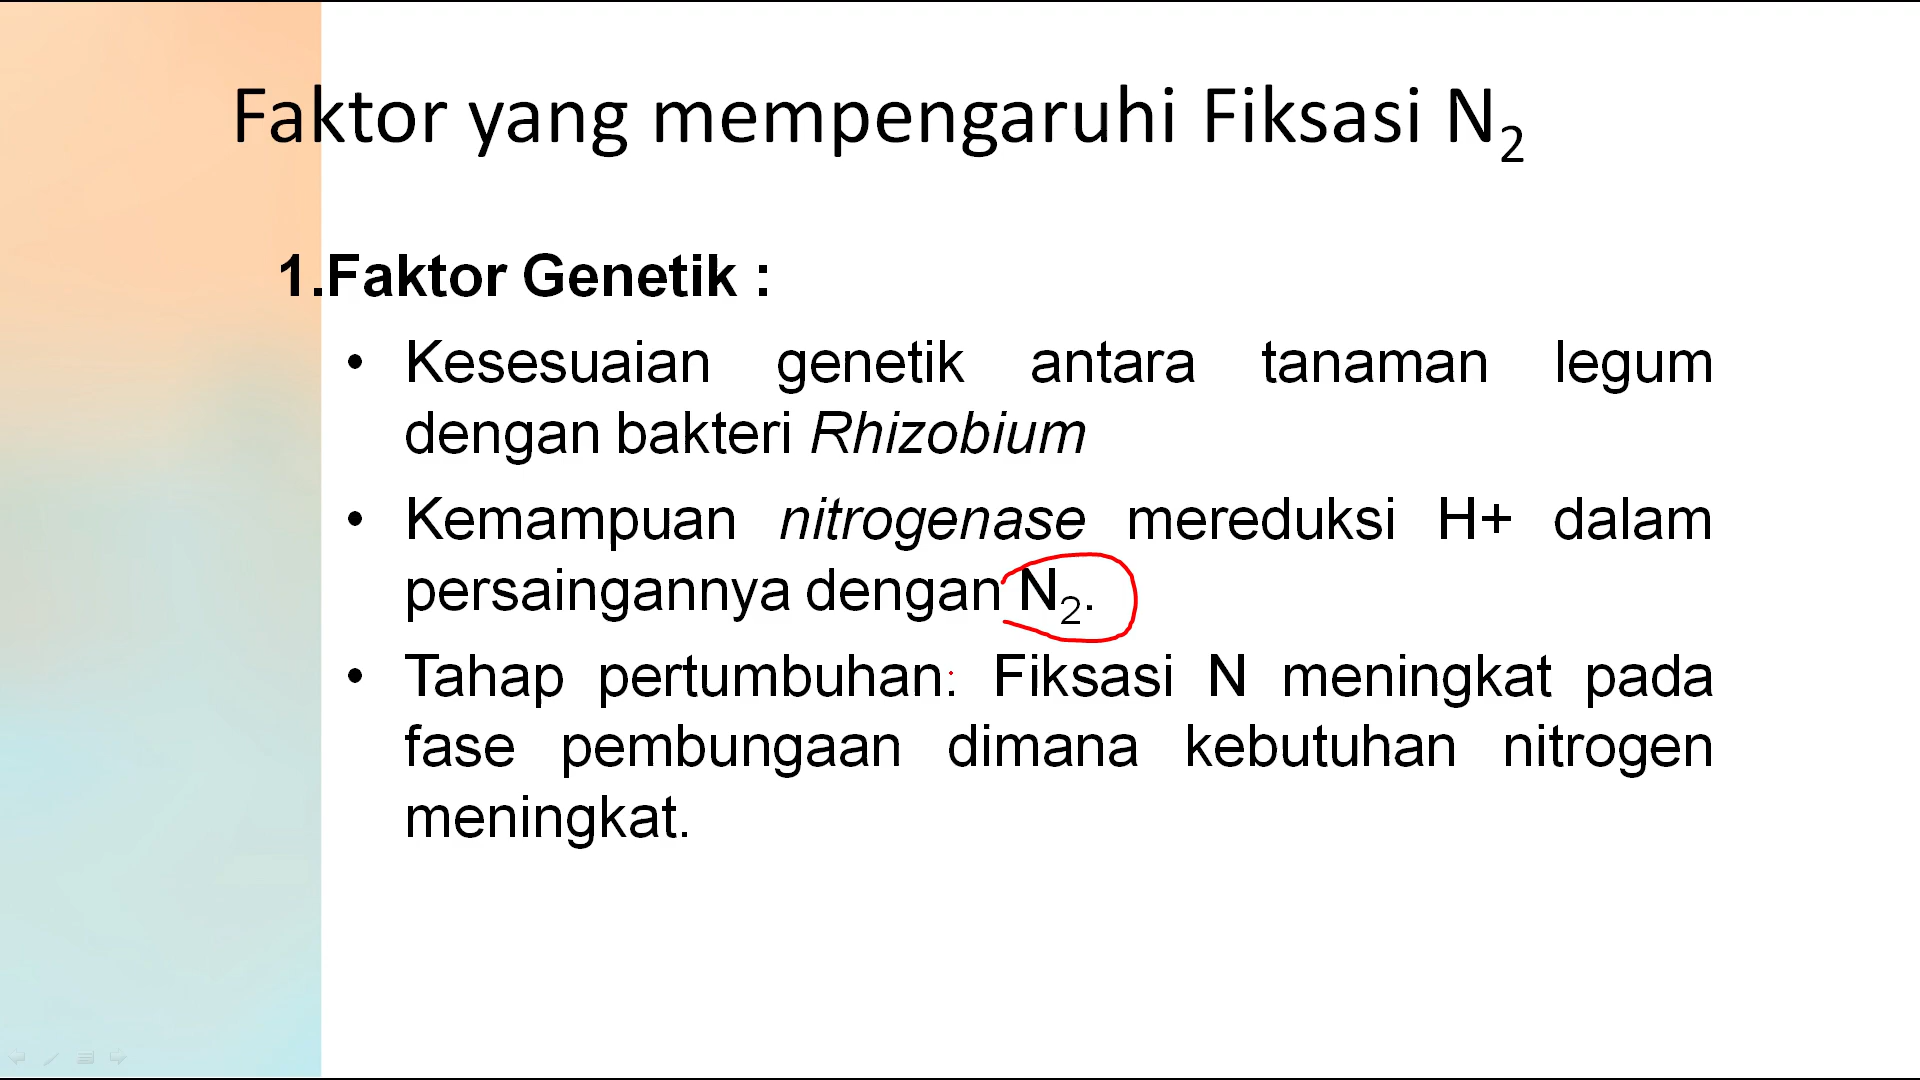 Faktor yang mempengaruhi Fiksasi N₂
1.Faktor Genetik :
• Kesesuaian genetik antara tanaman legum
dengan bakteri Rhizobium
• Kemampuan nitrogenase mereduksi H+ dalam
persaingannya dengan N₂.
• Tahap pertumbuhan: Fiksasi N meningkat pada
fase pembungaan dimana kebutuhan nitrogen
meningkat.